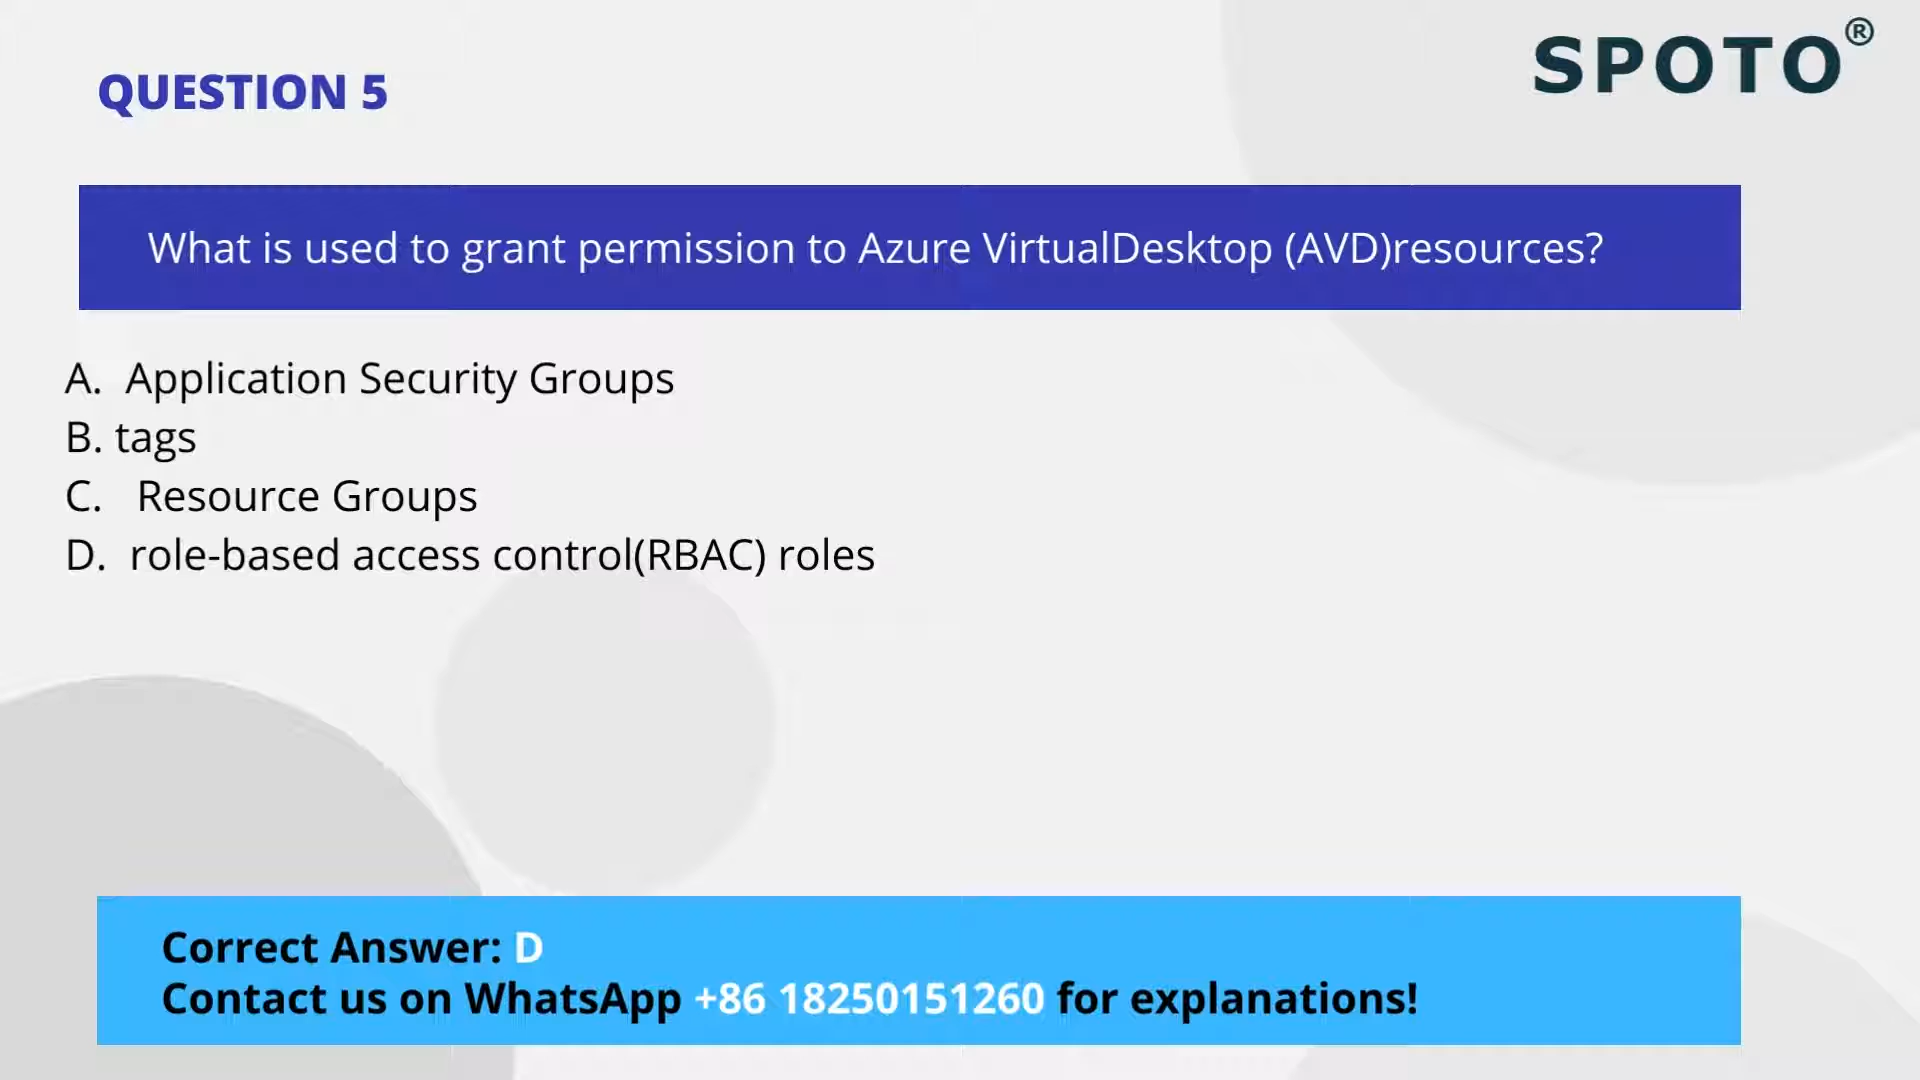 SPOTO®
QUESTION 5
What is used to grant permission to Azure VirtualDesktop (AVD)resources?
A. Application Security Groups
B. tags
C. Resource Groups
D. role-based access control(RBAC) roles
Correct Answer: D
Contact us on WhatsApp +86 18250151260 for explanations!